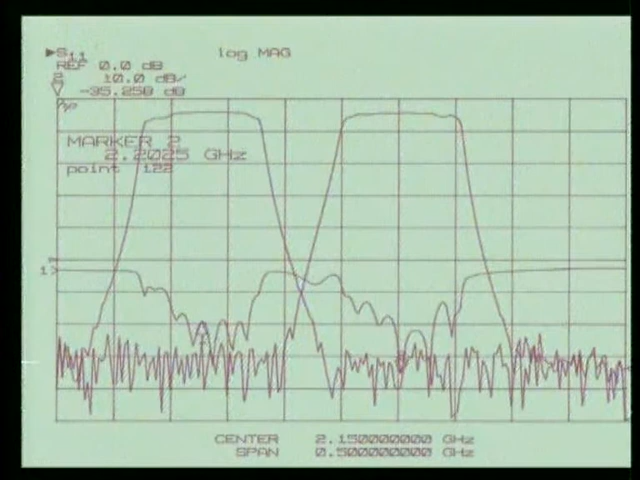 S11 log MAG
REF 0.0 dB
2 10.0 dB/
-35.258 dB
hp
MARKER 2
2.2025 GHz
point 122
1
CENTER 2.150000000 GHz
SPAN 0.500000000 GHz